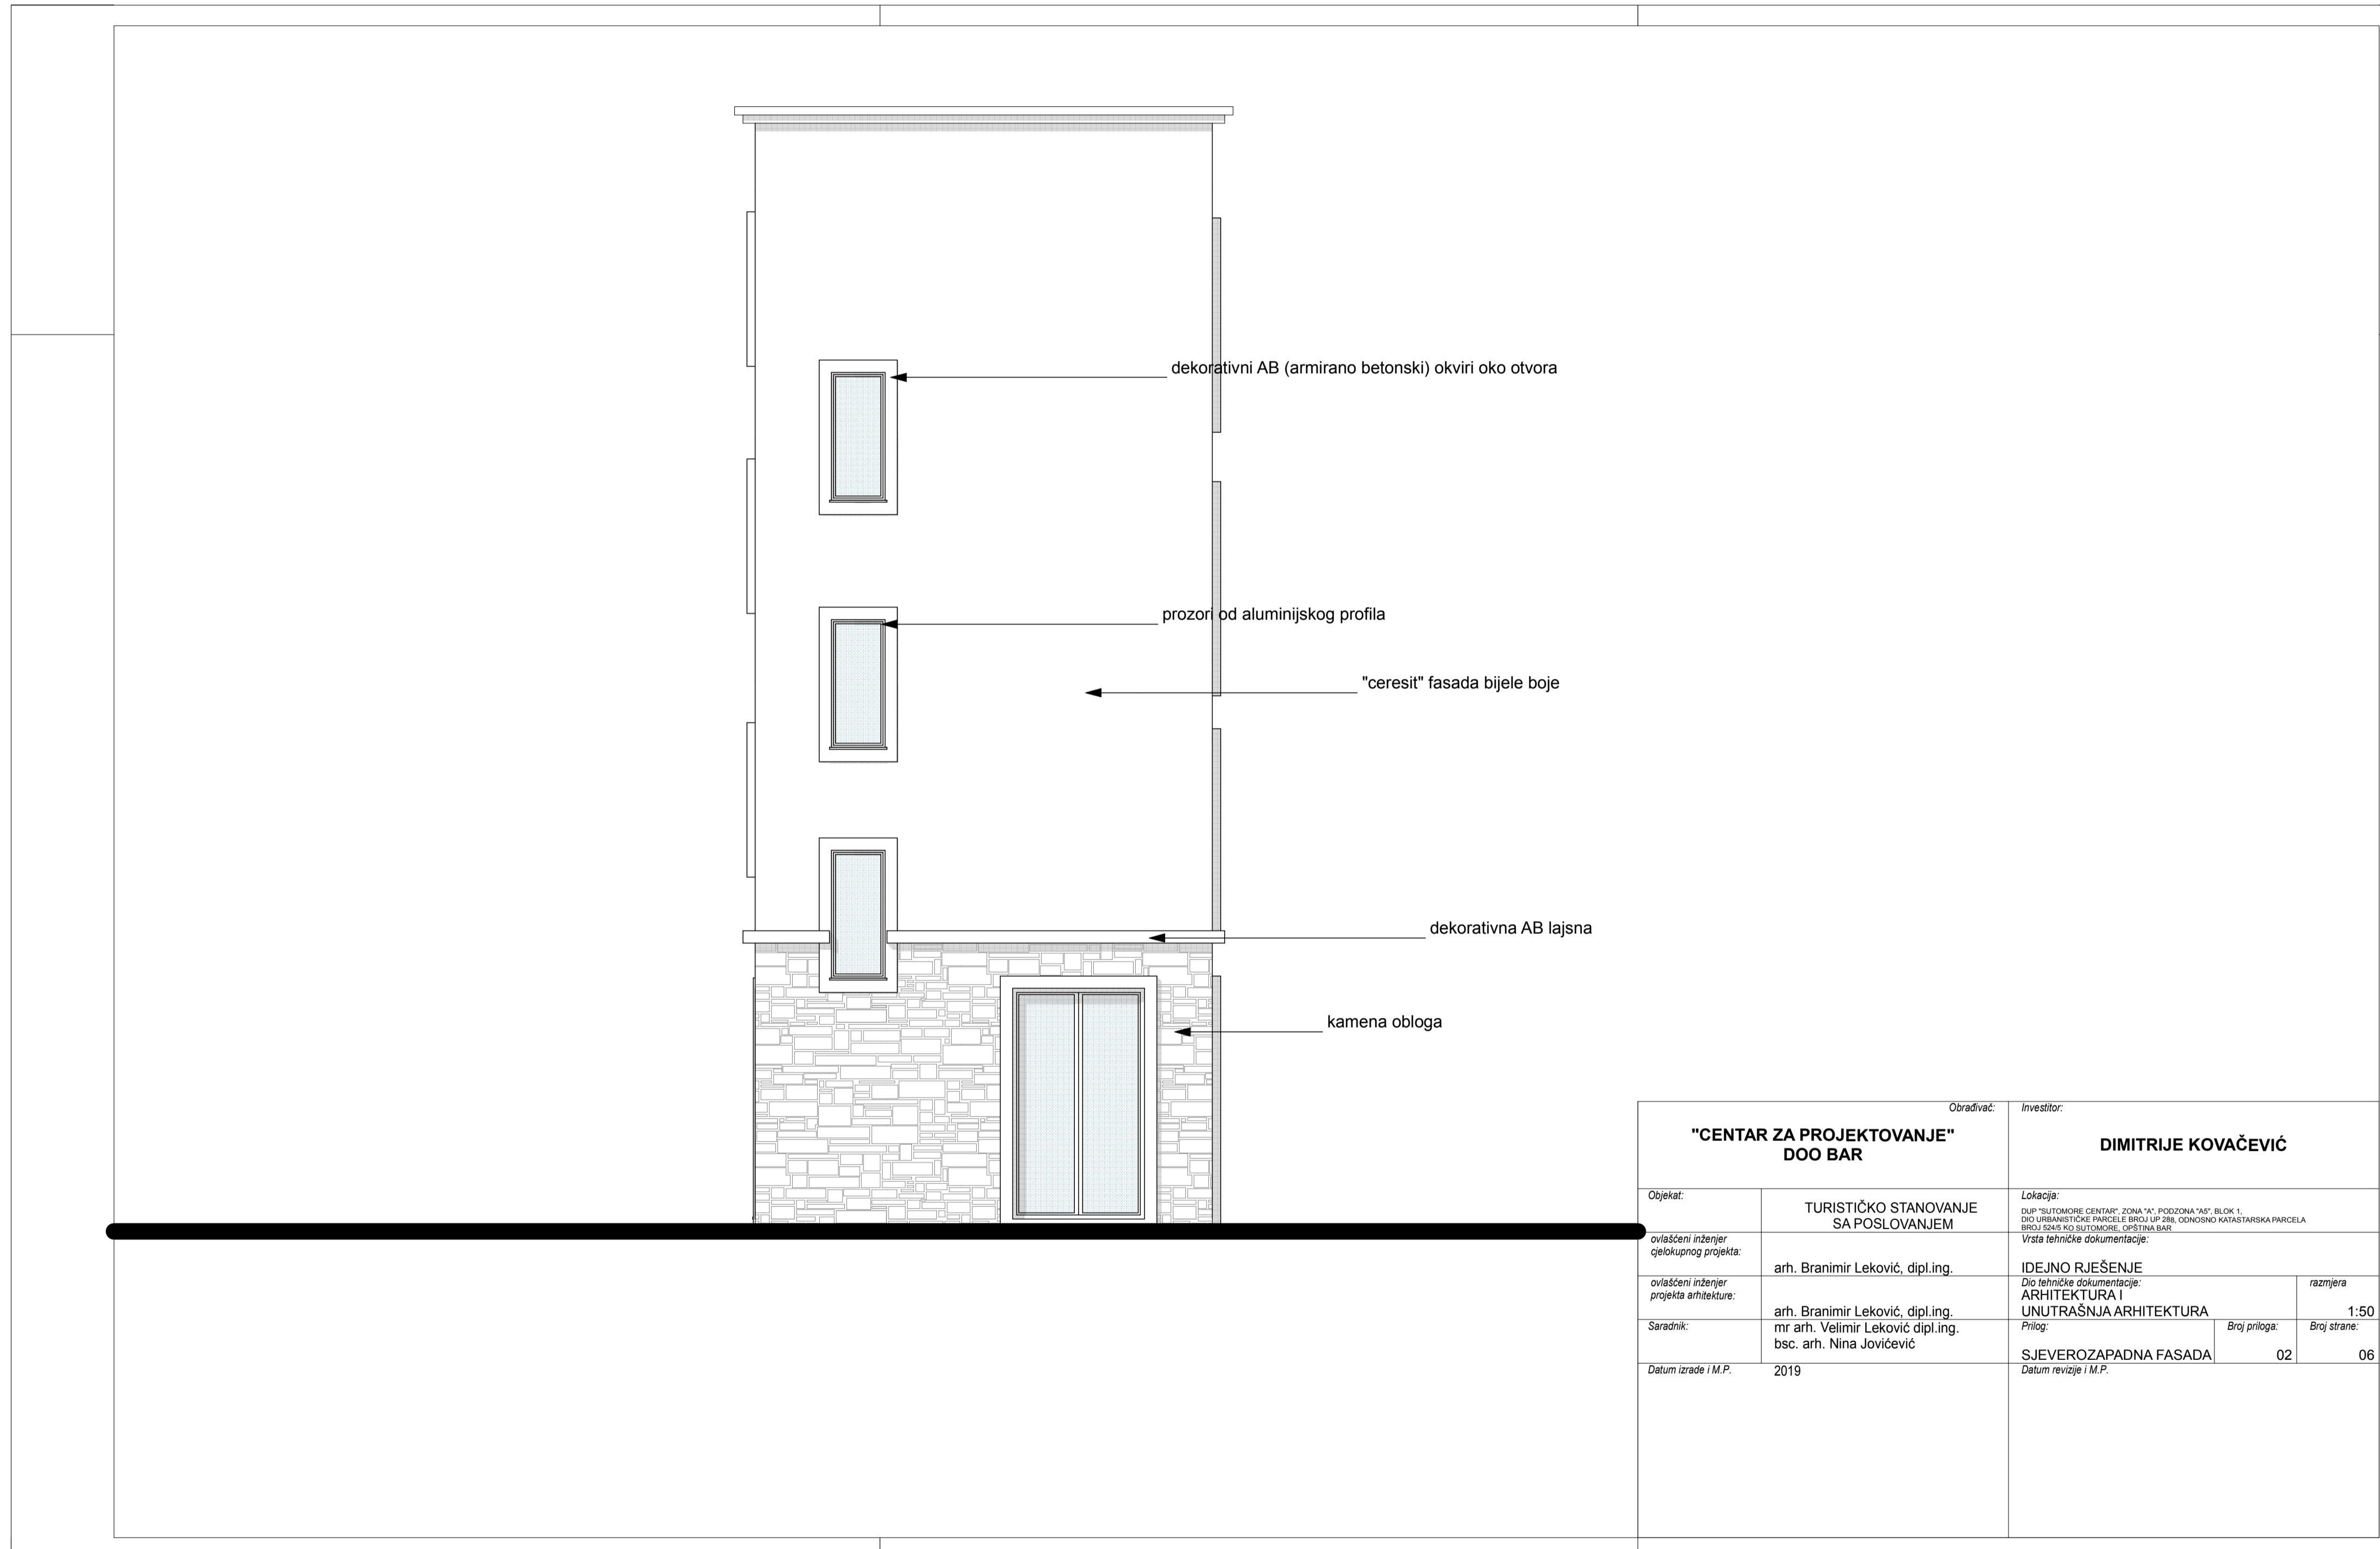 dekorativni AB (armirano betonski) okviri oko otvora
prozori od aluminijskog profila
"ceresit" fasada bijele boje
dekorativna AB lajsna
kamena obloga
Obrađivač:
"CENTAR ZA PROJEKTOVANJE"
DOO BAR
Investitor:
DIMITRIJE KOVAČEVIĆ
Objekat:
TURISTIČKO STANOVANJE
SA POSLOVANJEM
Lokacija:
DUP "SUTOMORE CENTAR", ZONA "A", PODZONA "A5", BLOK 1,
DIO URBANISTIČKE PARCELE BROJ UP 288, ODNOSNO KATASTARSKA PARCELA
BROJ 524/5 KO SUTOMORE, OPŠTINA BAR
ovlašćeni inženjer
cjelokupnog projekta:
arh. Branimir Leković, dipl.ing.
Vrsta tehničke dokumentacije:
IDEJNO RJEŠENJE
ovlašćeni inženjer
projekta arhitekture:
arh. Branimir Leković, dipl.ing.
Dio tehničke dokumentacije:
ARHITEKTURA I
UNUTRAŠNJA ARHITEKTURA
razmjera
1:50
Saradnik:
mr arh. Velimir Leković dipl.ing.
bsc. arh. Nina Jovićević
Prilog:
SJEVEROZAPADNA FASADA
Broj priloga:
02
Broj strane:
06
Datum izrade i M.P.
2019
Datum revizije i M.P.